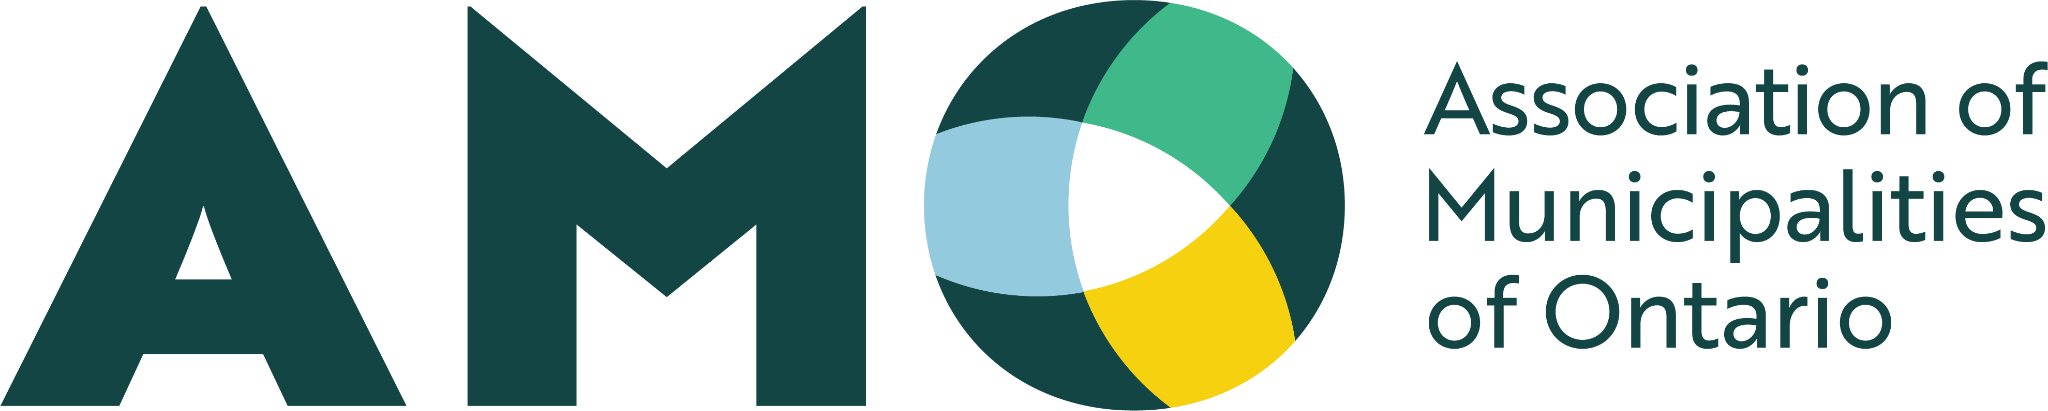 AMO
Association of
Municipalities
of Ontario